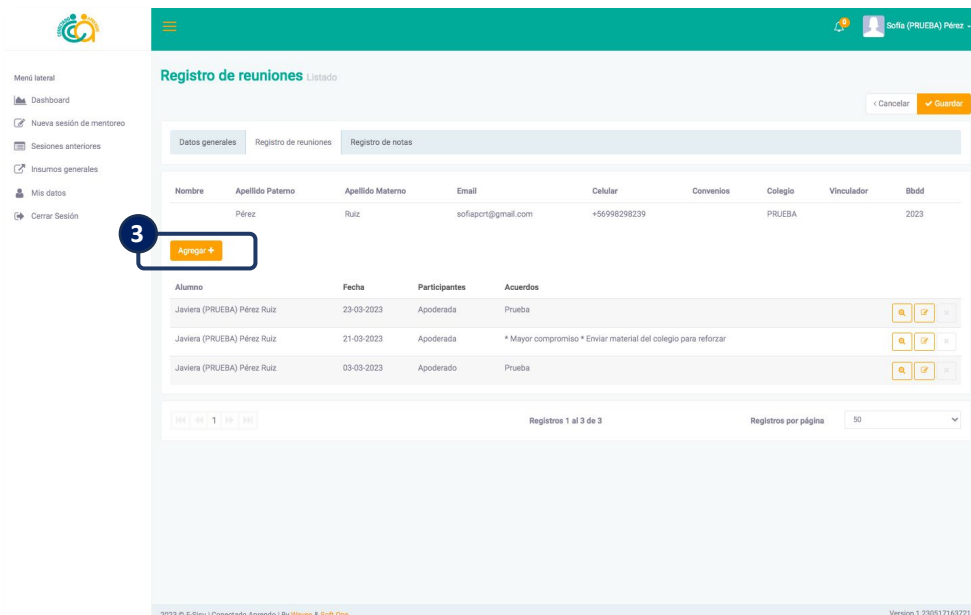 0
Sofía (PRUEBA) Pérez
Menú lateral
Dashboard
Nueva sesión de mentoreo
Sesiones anteriores
Insumos generales
Mis datos
Cerrar Sesión
Registro de reuniones Listado
‹ Cancelar
Guardar
Datos generales
Registro de reuniones
Registro de notas
Nombre Apellido Paterno Apellido Materno Email Celular Convenios Colegio Vinculador Bbdd
Pérez Ruiz sofiapcrt@gmail.com +56998298239 PRUEBA 2023
3
Agregar +
Alumno Fecha Participantes Acuerdos
Javiera (PRUEBA) Pérez Ruiz 23-03-2023 Apoderada Prueba
Javiera (PRUEBA) Pérez Ruiz 21-03-2023 Apoderada * Mayor compromiso * Enviar material del colegio para reforzar
Javiera (PRUEBA) Pérez Ruiz 03-03-2023 Apoderado Prueba
1
Registros 1 al 3 de 3
Registros por página 50
Version 1.230517163721